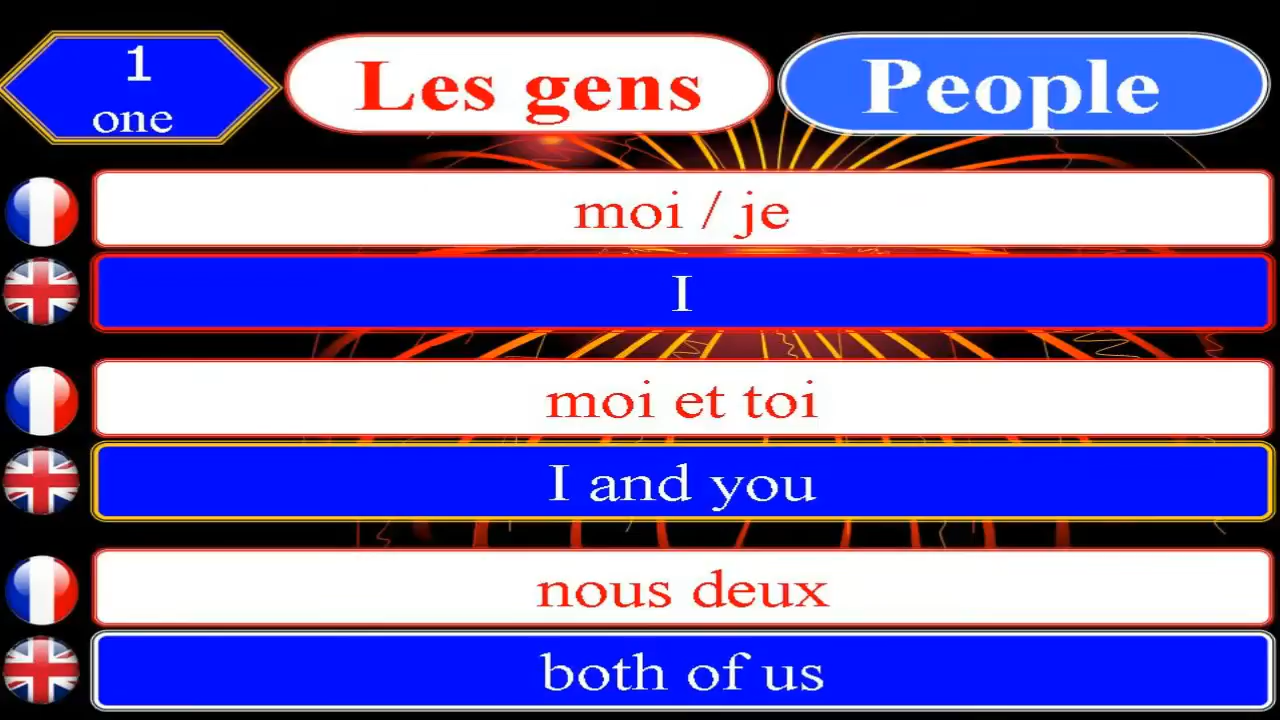 1
one
Les gens
People
moi / je
I
moi et toi
I and you
nous deux
both of us